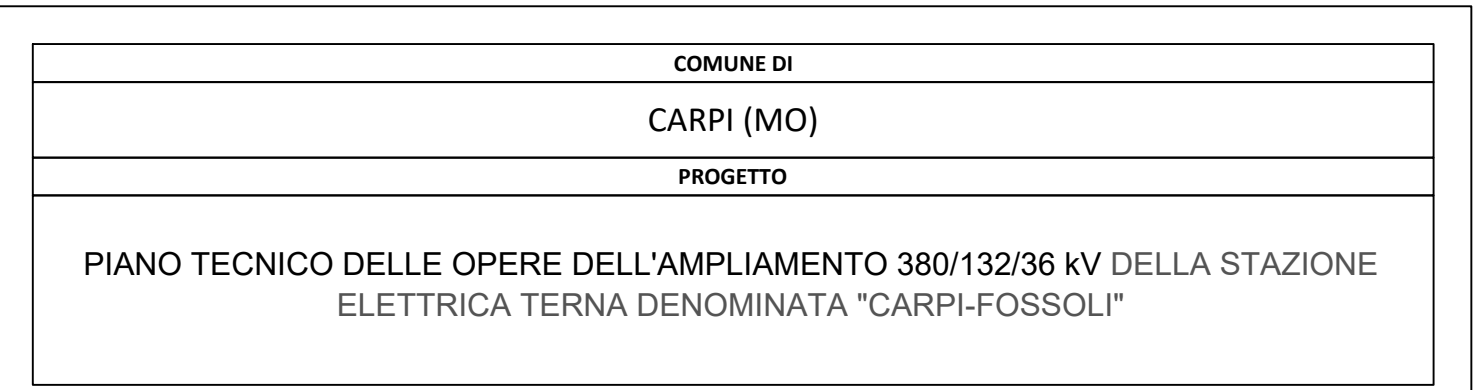 COMUNE DI
CARPI (MO)
PROGETTO
PIANO TECNICO DELLE OPERE DELL'AMPLIAMENTO 380/132/36 kV DELLA STAZIONE
ELETTRICA TERNA DENOMINATA "CARPI-FOSSOLI"